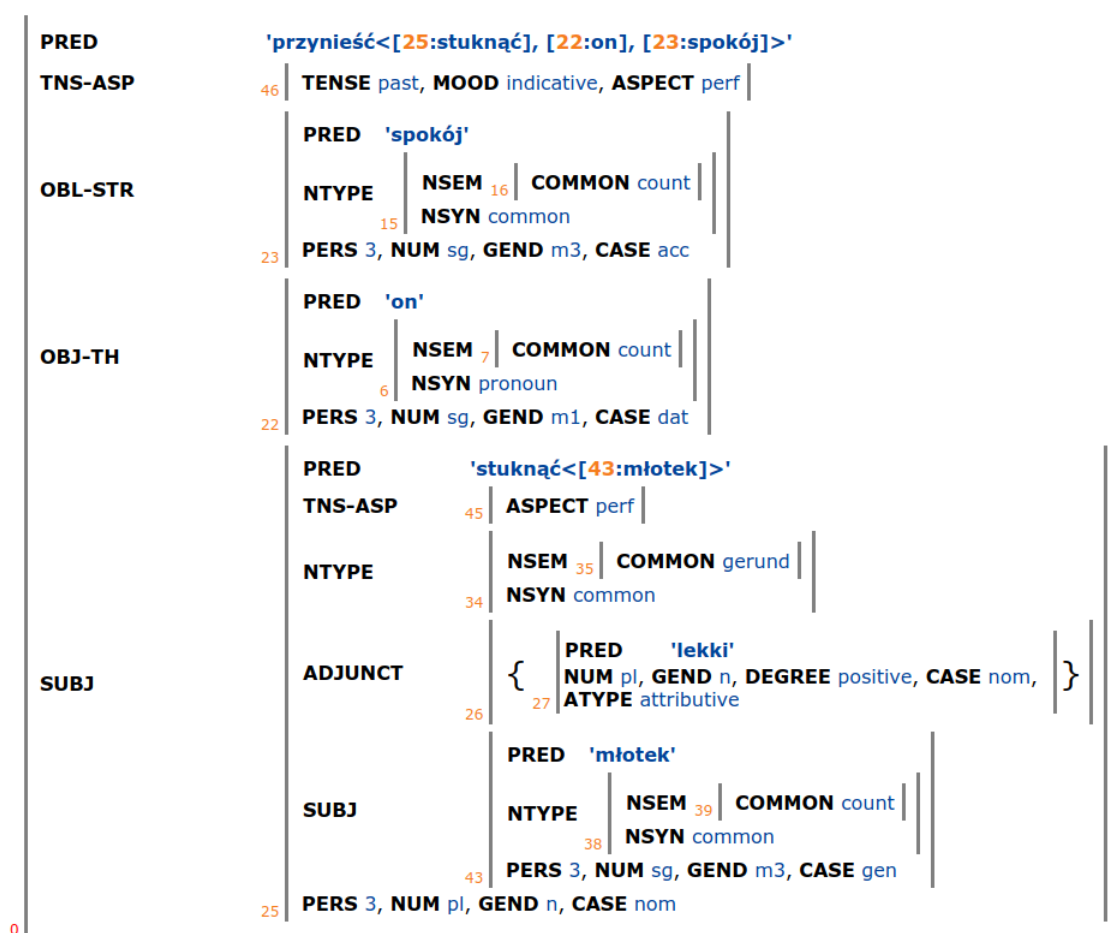 PRED 'przynieść<[25:stuknąć], [22:on], [23:spokój]>'
TNS-ASP 46 TENSE past, MOOD indicative, ASPECT perf
PRED 'spokój'
NTYPE NSEM 16 COMMON count
15 NSYN common
OBL-STR
23 PERS 3, NUM sg, GEND m3, CASE acc
PRED 'on'
NTYPE NSEM 7 COMMON count
6 NSYN pronoun
OBJ-TH
22 PERS 3, NUM sg, GEND m1, CASE dat
PRED 'stuknąć<[43:młotek]>'
TNS-ASP 45 ASPECT perf
NTYPE NSEM 35 COMMON gerund
34 NSYN common
SUBJ
ADJUNCT { PRED 'lekki'
NUM pl, GEND n, DEGREE positive, CASE nom,
26 27 ATYPE attributive }
PRED 'młotek'
SUBJ NTYPE NSEM 39 COMMON count
38 NSYN common
43 PERS 3, NUM sg, GEND m3, CASE gen
25 PERS 3, NUM pl, GEND n, CASE nom
0